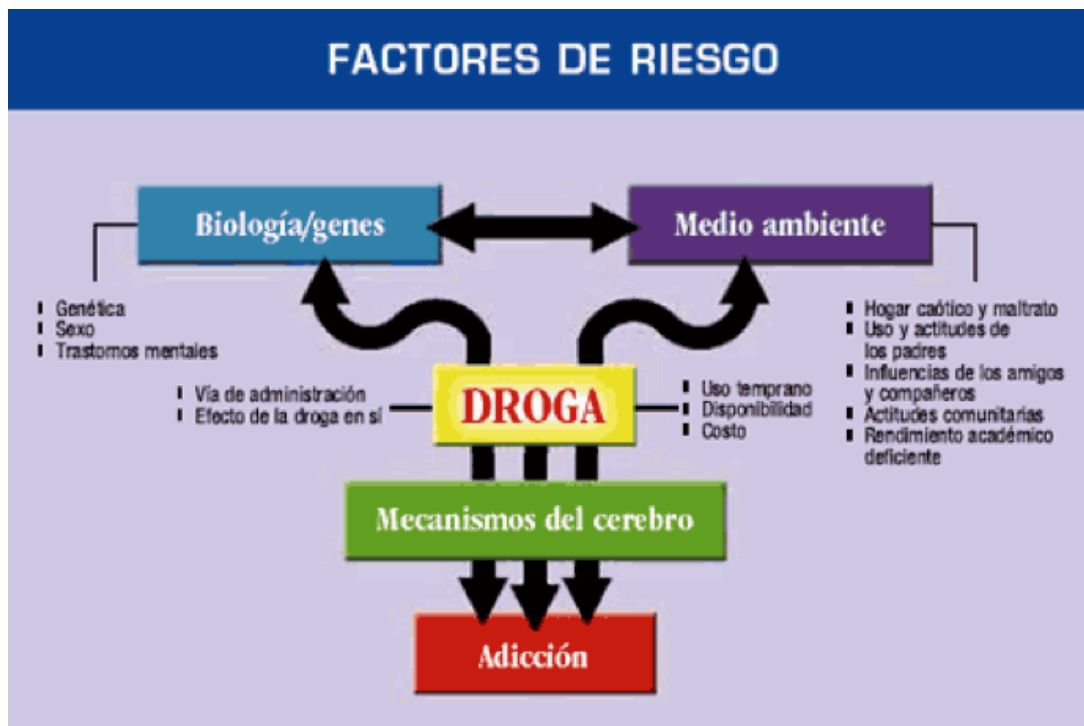 FACTORES DE RIESGO
Biología/genes
Medio ambiente
Genética
Sexo
Trastornos mentales
Hogar caótico y maltrato
Uso y actitudes de
los padres
Influencias de los amigos
y compañeros
Actitudes comunitarias
Rendimiento académico
deficiente
Vía de administración
Efecto de la droga en sí
DROGA
Uso temprano
Disponibilidad
Costo
Mecanismos del cerebro
Adicción